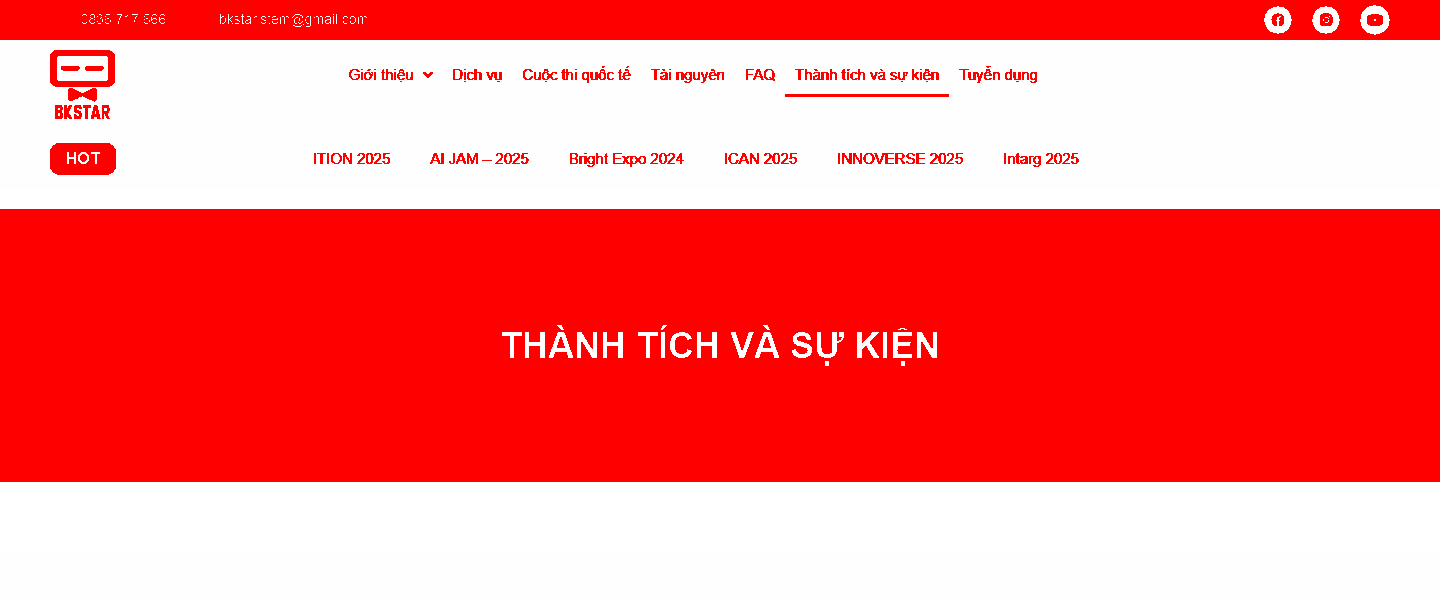 0835 717 566 bkstar.stem@gmail.com
BKSTAR
Giới thiệu Dịch vụ Cuộc thi quốc tế Tài nguyên FAQ Thành tích và sự kiện Tuyển dụng
HOT ITION 2025 AI JAM – 2025 Bright Expo 2024 ICAN 2025 INNOVERSE 2025 Intarg 2025
THÀNH TÍCH VÀ SỰ KIỆN